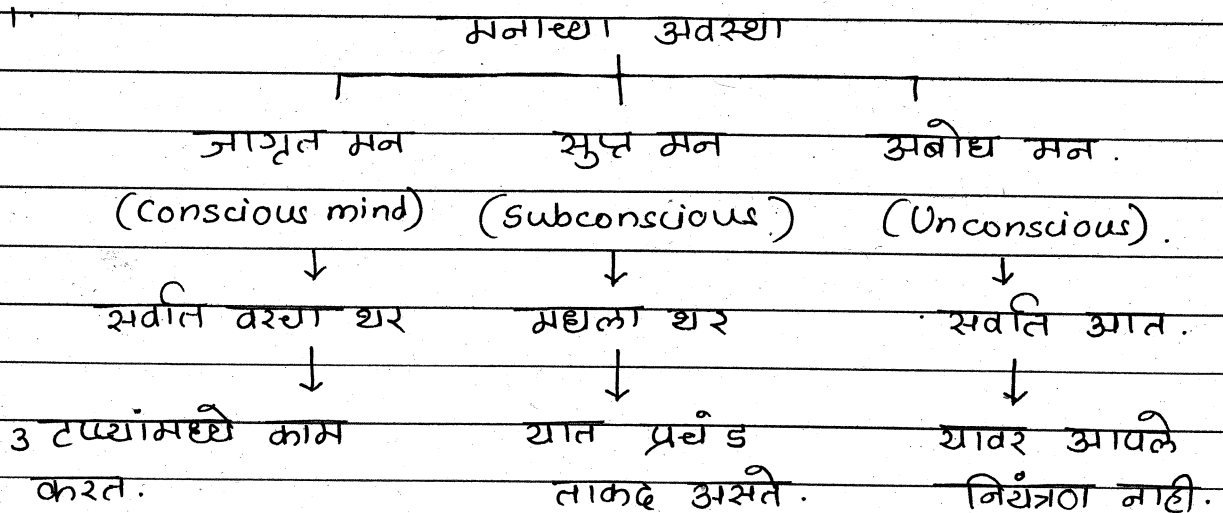 मनाच्या अवस्था
जागृत मन सुप्त मन अबोध मन.
(Conscious mind) (Subconscious.) (Unconscious).
↓ ↓ ↓
सर्वात वरचा थर मधला थर सर्वात आत.
↓ ↓ ↓
3 टप्प्यांमध्ये काम यात प्रचंड यावर आपले
करत. ताकद असते. नियंत्रण नाही.